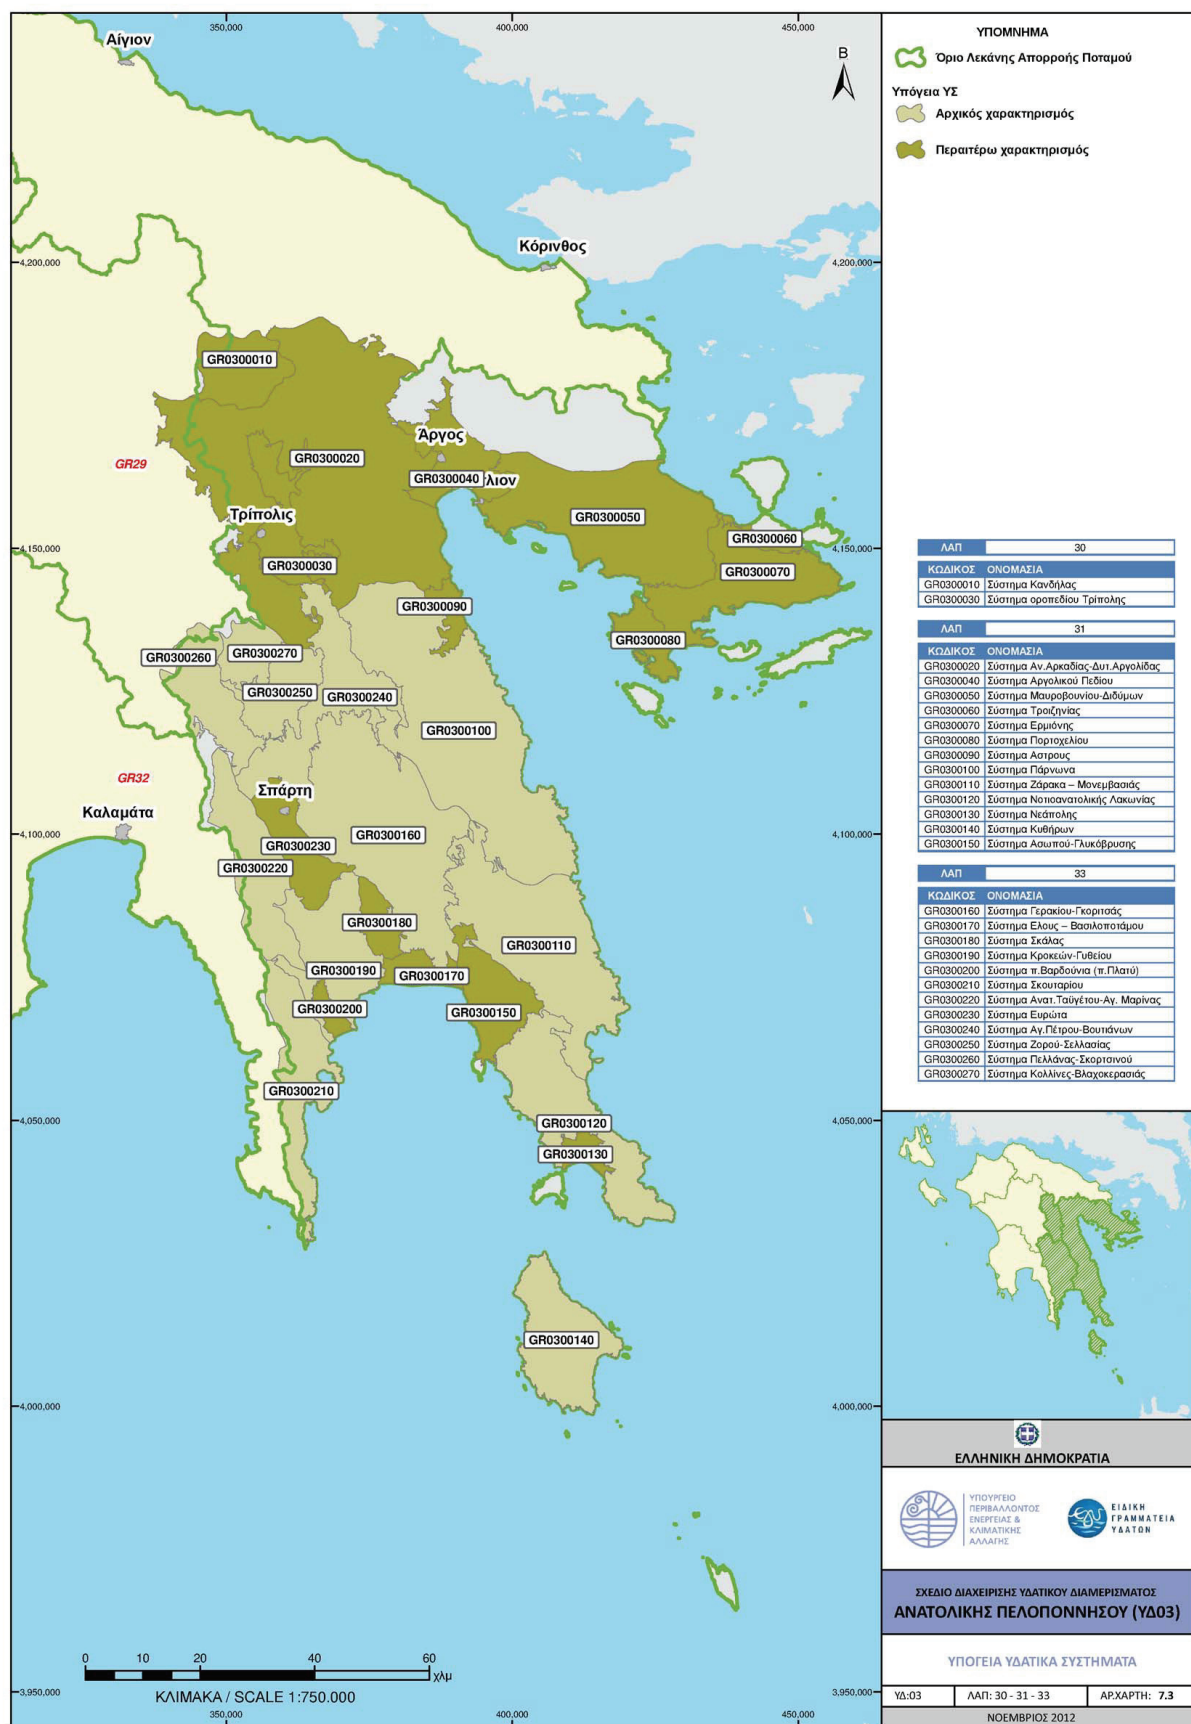 350,000
400,000
450,000
Αίγιον
Β
Κόρινθος
4,200,000
4,200,000
GR0300010
Άργος
GR29
GR0300020
GR0300040
λιον
Τρίπολις
GR0300050
GR0300060
4,150,000
4,150,000
GR0300030
GR0300070
GR0300090
GR0300080
GR0300260
GR0300270
GR0300250
GR0300240
GR0300100
GR32
Σπάρτη
Καλαμάτα
4,100,000
GR0300160
4,100,000
GR0300230
GR0300220
GR0300180
GR0300110
GR0300190
GR0300170
GR0300200
GR0300150
GR0300210
4,050,000
GR0300120
4,050,000
GR0300130
GR0300140
4,000,000
4,000,000
0 10 20 40 60
χλμ
ΚΛΙΜΑΚΑ / SCALE 1:750.000
3,950,000
3,950,000
350,000
400,000
450,000
ΥΠΟΜΝΗΜΑ
Όριο Λεκάνης Απορροής Ποταμού
Υπόγεια ΥΣ
Αρχικός χαρακτηρισμός
Περαιτέρω χαρακτηρισμός
ΛΑΠ 30
ΚΩΔΙΚΟΣ ΟΝΟΜΑΣΙΑ
GR0300010 Σύστημα Κανδήλας
GR0300030 Σύστημα οροπεδίου Τρίπολης
ΛΑΠ 31
ΚΩΔΙΚΟΣ ΟΝΟΜΑΣΙΑ
GR0300020 Σύστημα Αν.Αρκαδίας-Δυτ.Αργολίδας
GR0300040 Σύστημα Αργολικού Πεδίου
GR0300050 Σύστημα Μαυροβουνίου-Διδύμων
GR0300060 Σύστημα Τροιζηνίας
GR0300070 Σύστημα Ερμιόνης
GR0300080 Σύστημα Πορτοχελίου
GR0300090 Σύστημα Αστρους
GR0300100 Σύστημα Πάρνωνα
GR0300110 Σύστημα Ζάρακα – Μονεμβασιάς
GR0300120 Σύστημα Νοτιοανατολικής Λακωνίας
GR0300130 Σύστημα Νεάπολης
GR0300140 Σύστημα Κυθήρων
GR0300150 Σύστημα Ασωπού-Γλυκόβρυσης
ΛΑΠ 33
ΚΩΔΙΚΟΣ ΟΝΟΜΑΣΙΑ
GR0300160 Σύστημα Γερακίου-Γκοριτσάς
GR0300170 Σύστημα Ελους – Βασιλοποτάμου
GR0300180 Σύστημα Σκάλας
GR0300190 Σύστημα Κροκεών-Γυθείου
GR0300200 Σύστημα π.Βαρδούνια (π.Πλατύ)
GR0300210 Σύστημα Σκουταρίου
GR0300220 Σύστημα Ανατ.Ταϋγέτου-Αγ. Μαρίνας
GR0300230 Σύστημα Ευρώτα
GR0300240 Σύστημα Αγ.Πέτρου-Βουτιάνων
GR0300250 Σύστημα Ζορού-Σελλασίας
GR0300260 Σύστημα Πελλάνας-Σκορτσινού
GR0300270 Σύστημα Κολλίνες-Βλαχοκερασιάς
ΕΛΛΗΝΙΚΗ ΔΗΜΟΚΡΑΤΙΑ
ΥΠΟΥΡΓΕΙΟ
ΠΕΡΙΒΑΛΛΟΝΤΟΣ
ΕΝΕΡΓΕΙΑΣ &
ΚΛΙΜΑΤΙΚΗΣ
ΑΛΛΑΓΗΣ
ΕΙΔΙΚΗ
ΓΡΑΜΜΑΤΕΙΑ
ΥΔΑΤΩΝ
ΣΧΕΔΙΟ ΔΙΑΧΕΙΡΙΣΗΣ ΥΔΑΤΙΚΟΥ ΔΙΑΜΕΡΙΣΜΑΤΟΣ
ΑΝΑΤΟΛΙΚΗΣ ΠΕΛΟΠΟΝΝΗΣΟΥ (ΥΔ03)
ΥΠΟΓΕΙΑ ΥΔΑΤΙΚΑ ΣΥΣΤΗΜΑΤΑ
ΥΔ:03 ΛΑΠ: 30 - 31 - 33 ΑΡ.ΧΑΡΤΗ: 7.3
ΝΟΕΜΒΡΙΟΣ 2012